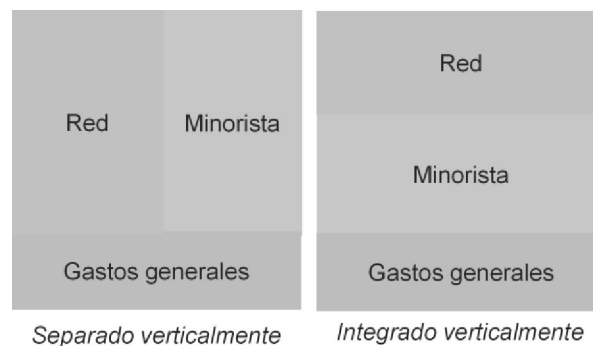 Red
Minorista
Gastos generales
Separado verticalmente
Red
Minorista
Gastos generales
Integrado verticalmente